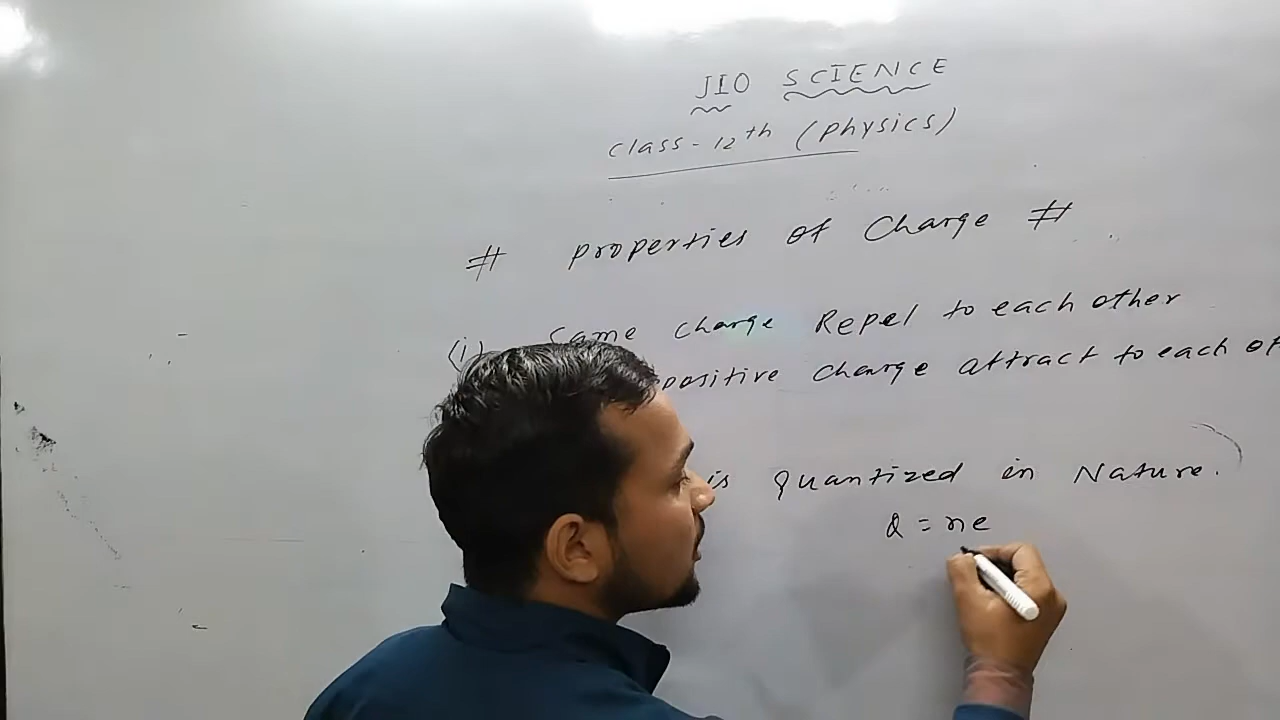 JIO SCIENCE
class-12th (physics)
# properties of Charge #
(i) Same charge Repel to each other
positive charge attract to each
is quantized in Nature.
Q = ne